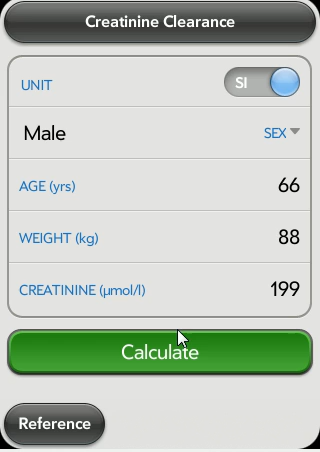 Creatinine Clearance
UNIT SI
Male SEX
AGE (yrs) 66
WEIGHT (kg) 88
CREATININE (µmol/l) 199
Calculate
Reference